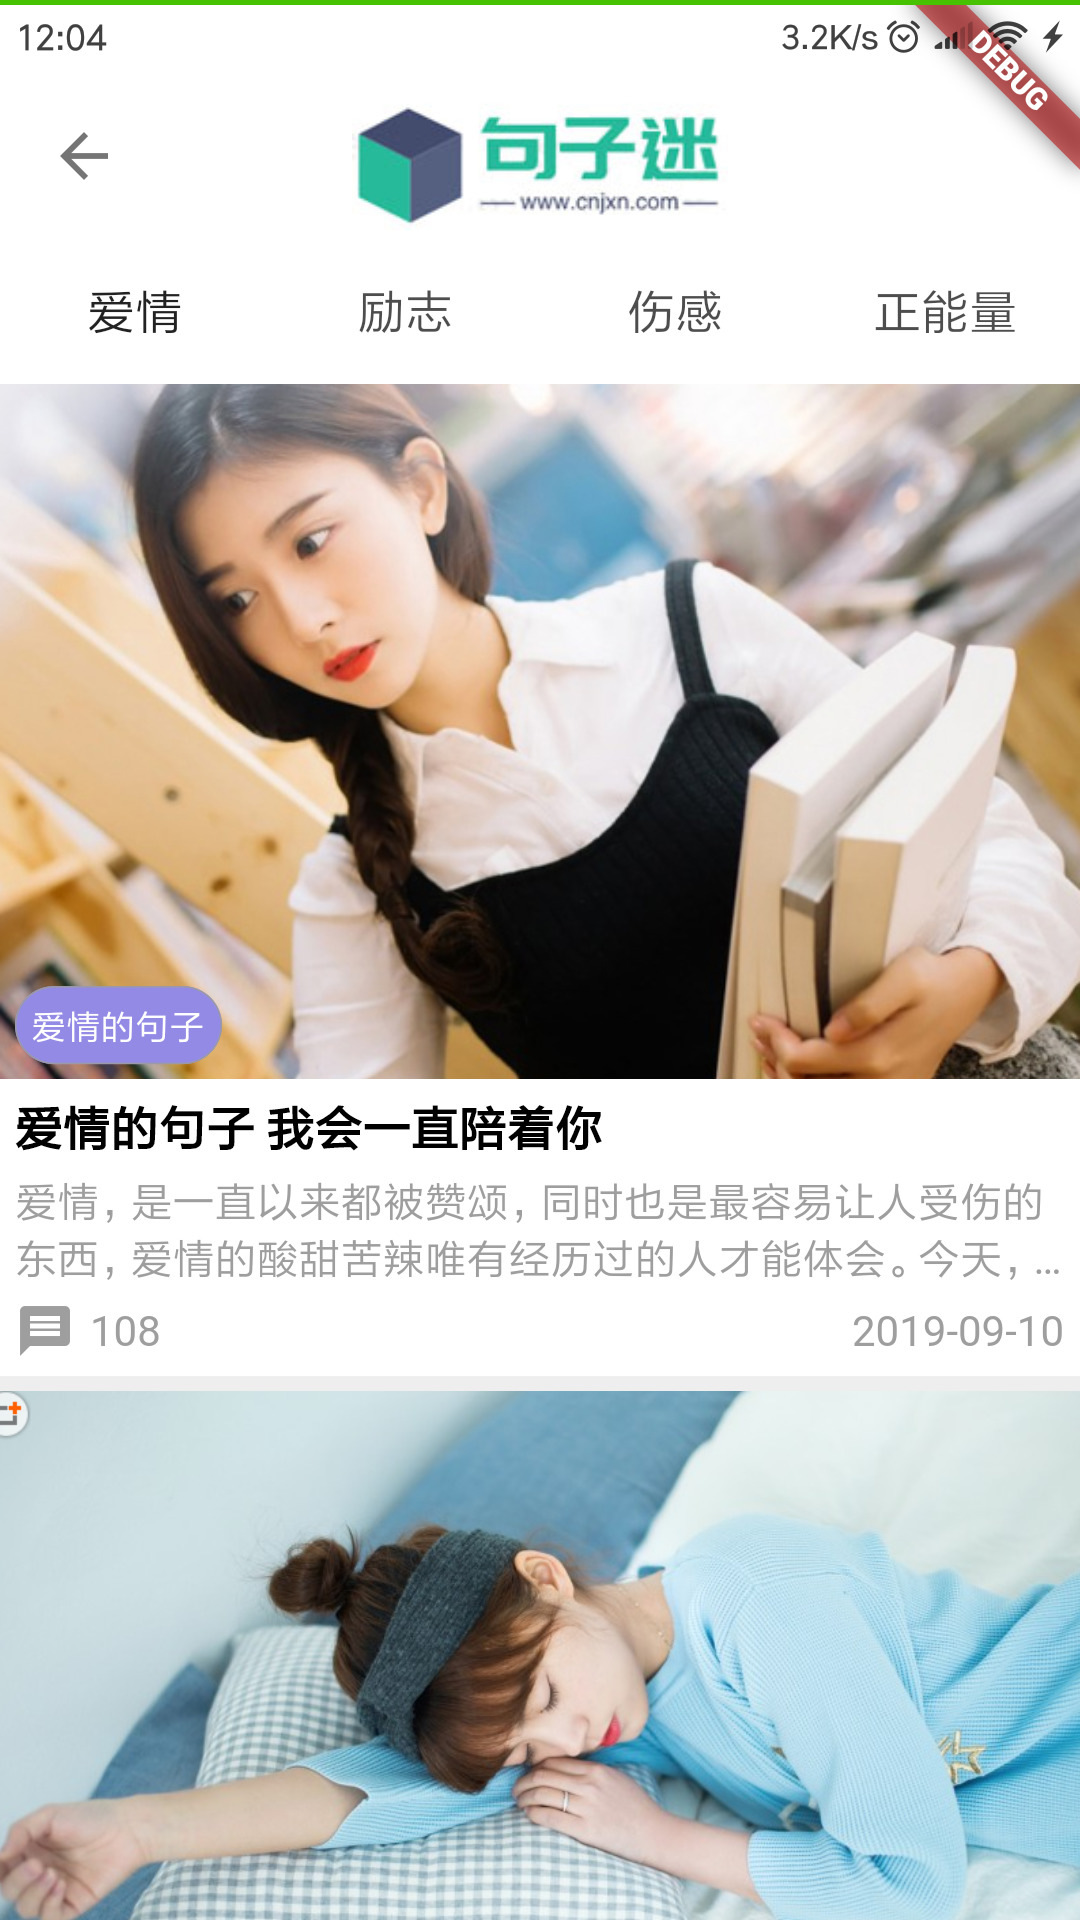 12:04
3.2K/s
DEBUG
句子迷
www.cnjxn.com
爱情 励志 伤感 正能量
爱情的句子
爱情的句子 我会一直陪着你
爱情，是一直以来都被赞颂，同时也是最容易让人受伤的
东西，爱情的酸甜苦辣唯有经历过的人才能体会。今天，...
108
2019-09-10